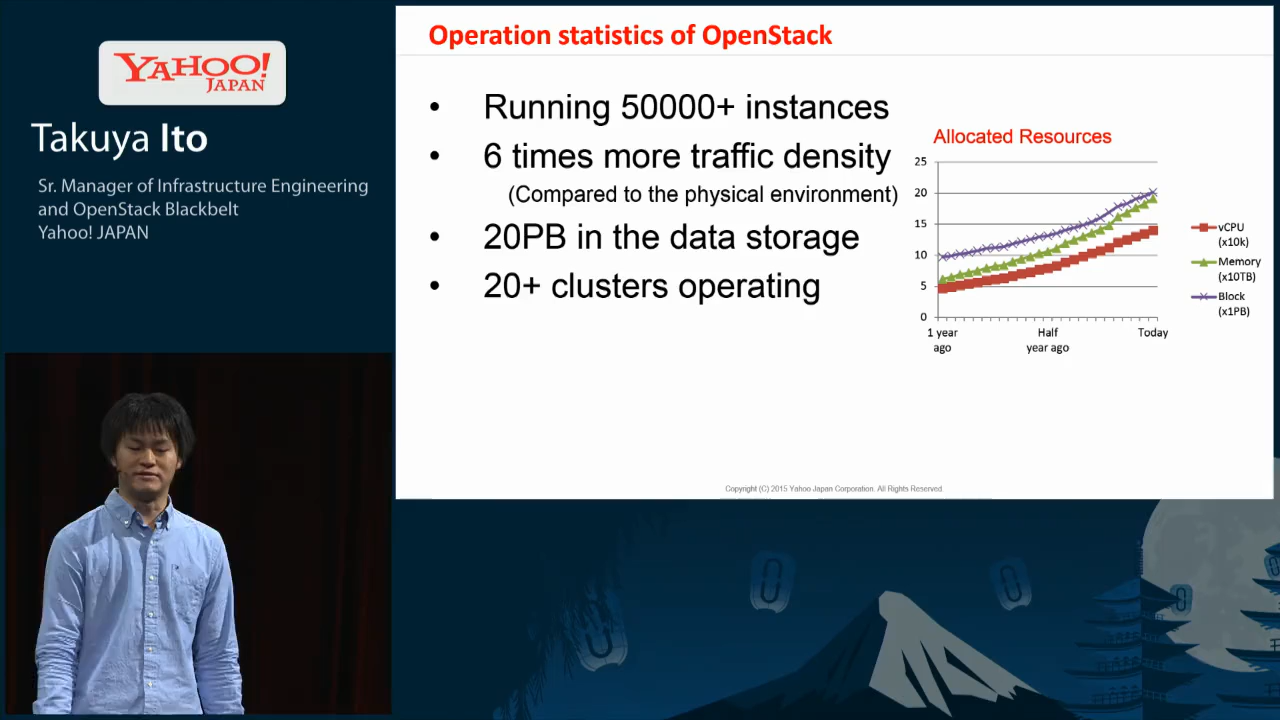 YAHOO!
JAPAN
Takuya Ito
Sr. Manager of Infrastructure Engineering
and OpenStack Blackbelt
Yahoo! JAPAN
Operation statistics of OpenStack
• Running 50000+ instances
• 6 times more traffic density
(Compared to the physical environment)
• 20PB in the data storage
• 20+ clusters operating
Allocated Resources
25
20
15
10
5
0
1 year
ago
Half
year ago
Today
vCPU
(x10k)
Memory
(x10TB)
Block
(x1PB)
Copyright (C) 2015 Yahoo Japan Corporation. All Rights Reserved.